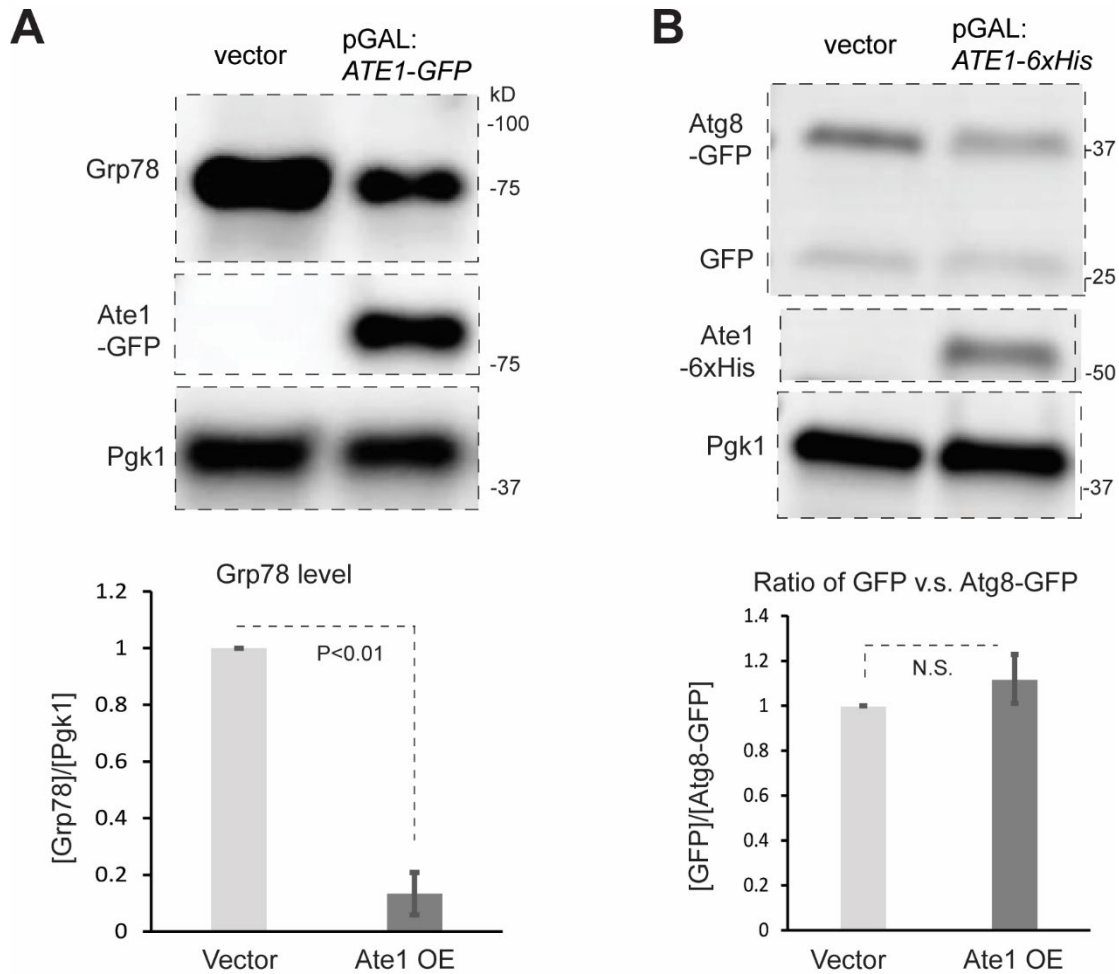 A
vector
pGAL:
ATE1-GFP
kD
-100
Grp78
-75
Ate1
-GFP
-75
Pgk1
-37
Grp78 level
1.2
1
0.8
0.6
0.4
0.2
0
[Grp78]/[Pgk1]
P<0.01
Vector
Ate1 OE
B
vector
pGAL:
ATE1-6xHis
Atg8
-GFP
-37
GFP
-25
Ate1
-6xHis
-50
Pgk1
-37
Ratio of GFP v.s. Atg8-GFP
1.4
1.2
1
0.8
0.6
0.4
0.2
0
[GFP]/[Atg8-GFP]
N.S.
Vector
Ate1 OE